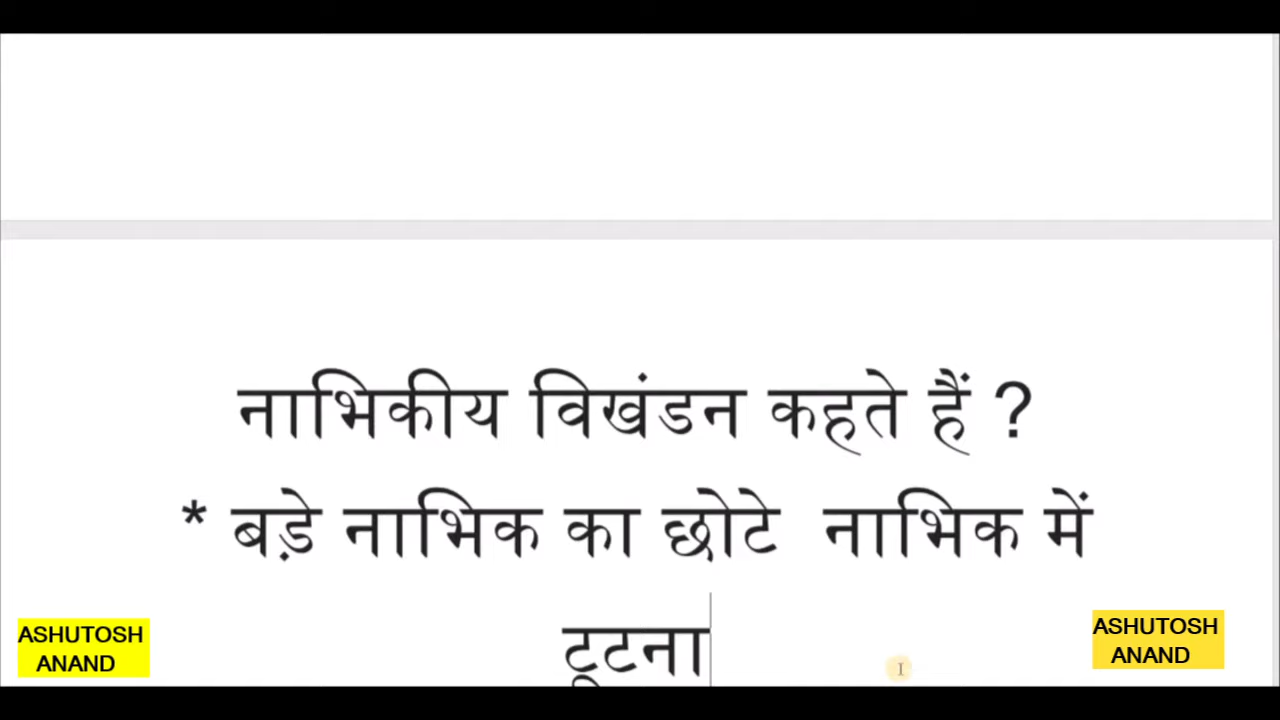 नाभिकीय विखंडन कहते हैं ?
* बड़े नाभिक का छोटे नाभिक में
टूटना
ASHUTOSH
ANAND
ASHUTOSH
ANAND